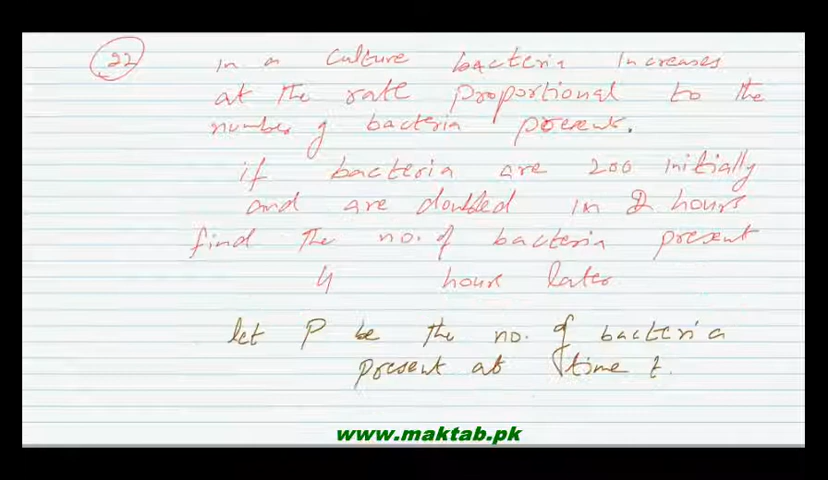 22
In a culture bacteria increases
at the rate proportional to the
number of bacteria present.
if bacteria are 200 initially
and are doubled in 2 hours
find the no. of bacteria present
4 hours later
let P be the no. of bacteria
present at time t.
www.maktab.pk